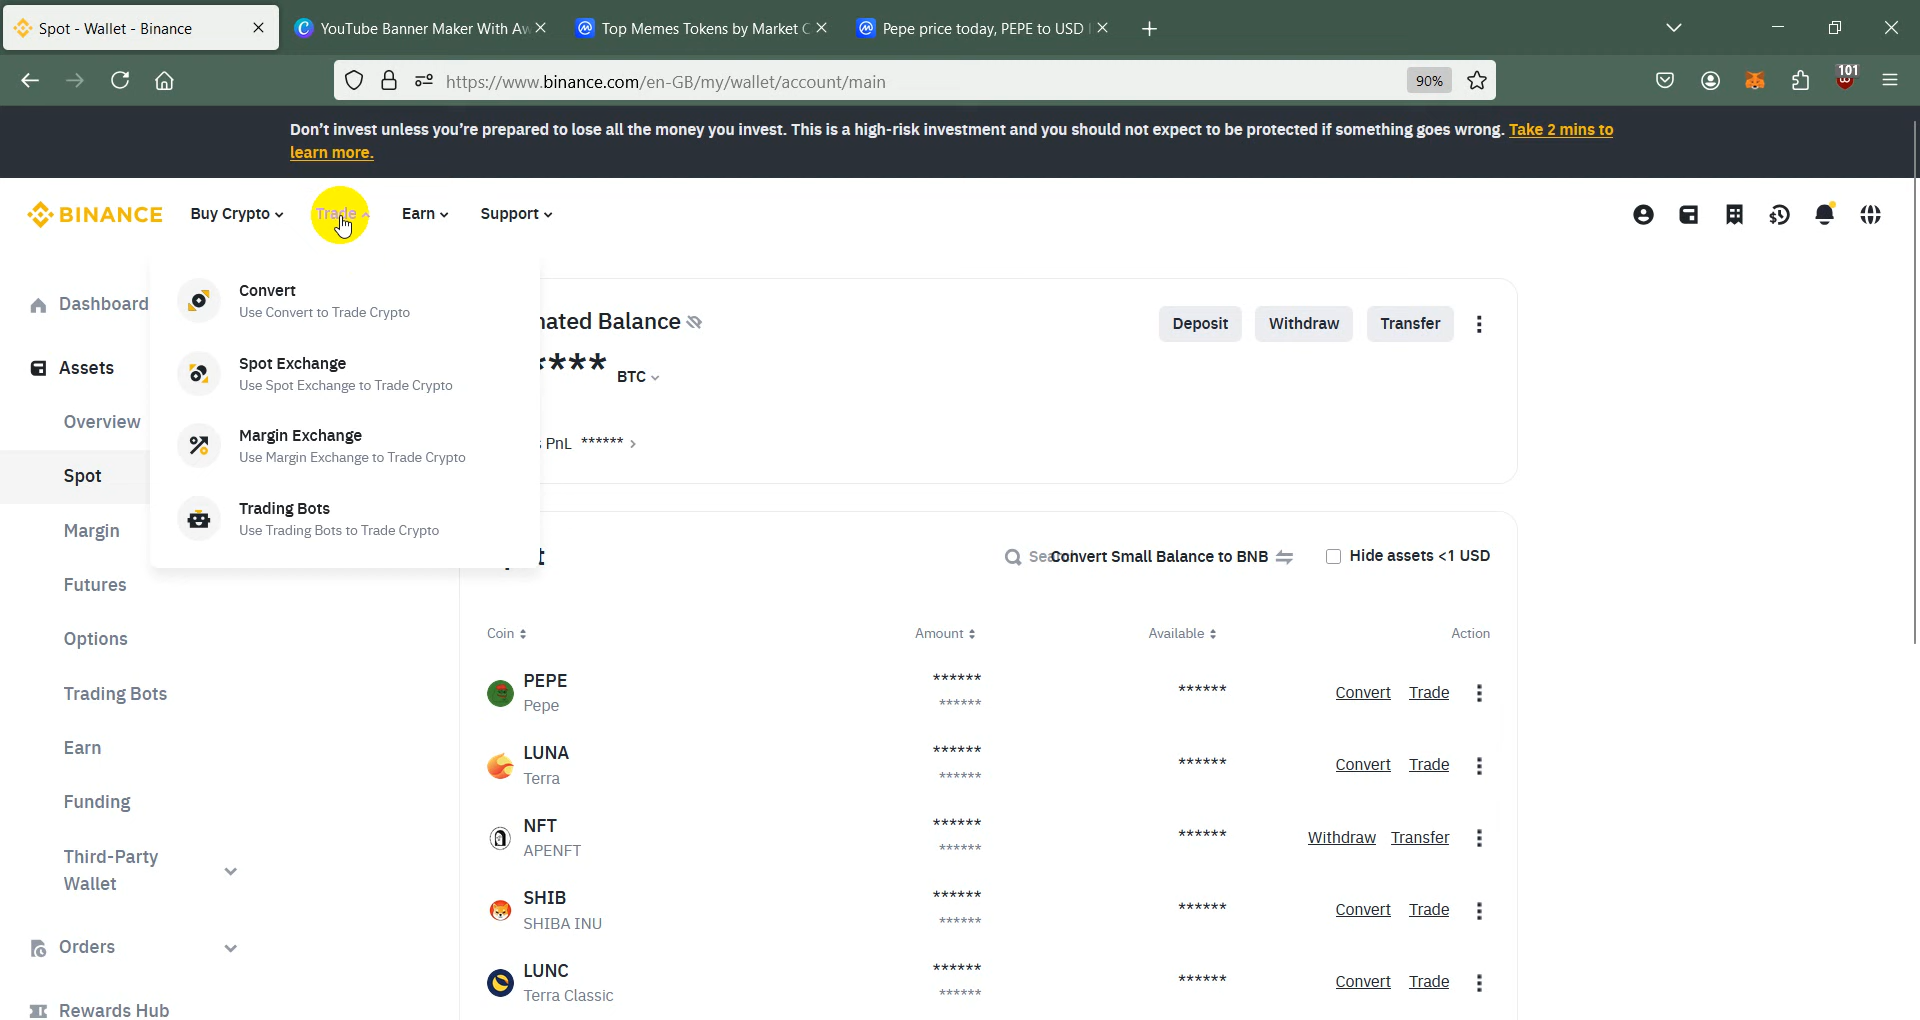 Spot - Wallet - Binance
YouTube Banner Maker With Aw
Top Memes Tokens by Market C
Pepe price today, PEPE to USD
https://www.binance.com/en-GB/my/wallet/account/main
90%
101
Don't invest unless you're prepared to lose all the money you invest. This is a high-risk investment and you should not expect to be protected if something goes wrong. Take 2 mins to
learn more.
BINANCE
Buy Crypto
Trade
Earn
Support
Dashboard
Assets
Overview
Spot
Margin
Futures
Options
Trading Bots
Earn
Funding
Third-Party
Wallet
Orders
Rewards Hub
Convert
Use Convert to Trade Crypto
Spot Exchange
Use Spot Exchange to Trade Crypto
Margin Exchange
Use Margin Exchange to Trade Crypto
Trading Bots
Use Trading Bots to Trade Crypto
nated Balance
****
BTC
s PnL ******
Deposit
Withdraw
Transfer
Convert Small Balance to BNB
Hide assets <1 USD
Coin
Amount
Available
Action
PEPE
Pepe
******
******
******
Convert
Trade
LUNA
Terra
******
******
******
Convert
Trade
NFT
APENFT
******
******
******
Withdraw
Transfer
SHIB
SHIBA INU
******
******
******
Convert
Trade
LUNC
Terra Classic
******
******
******
Convert
Trade